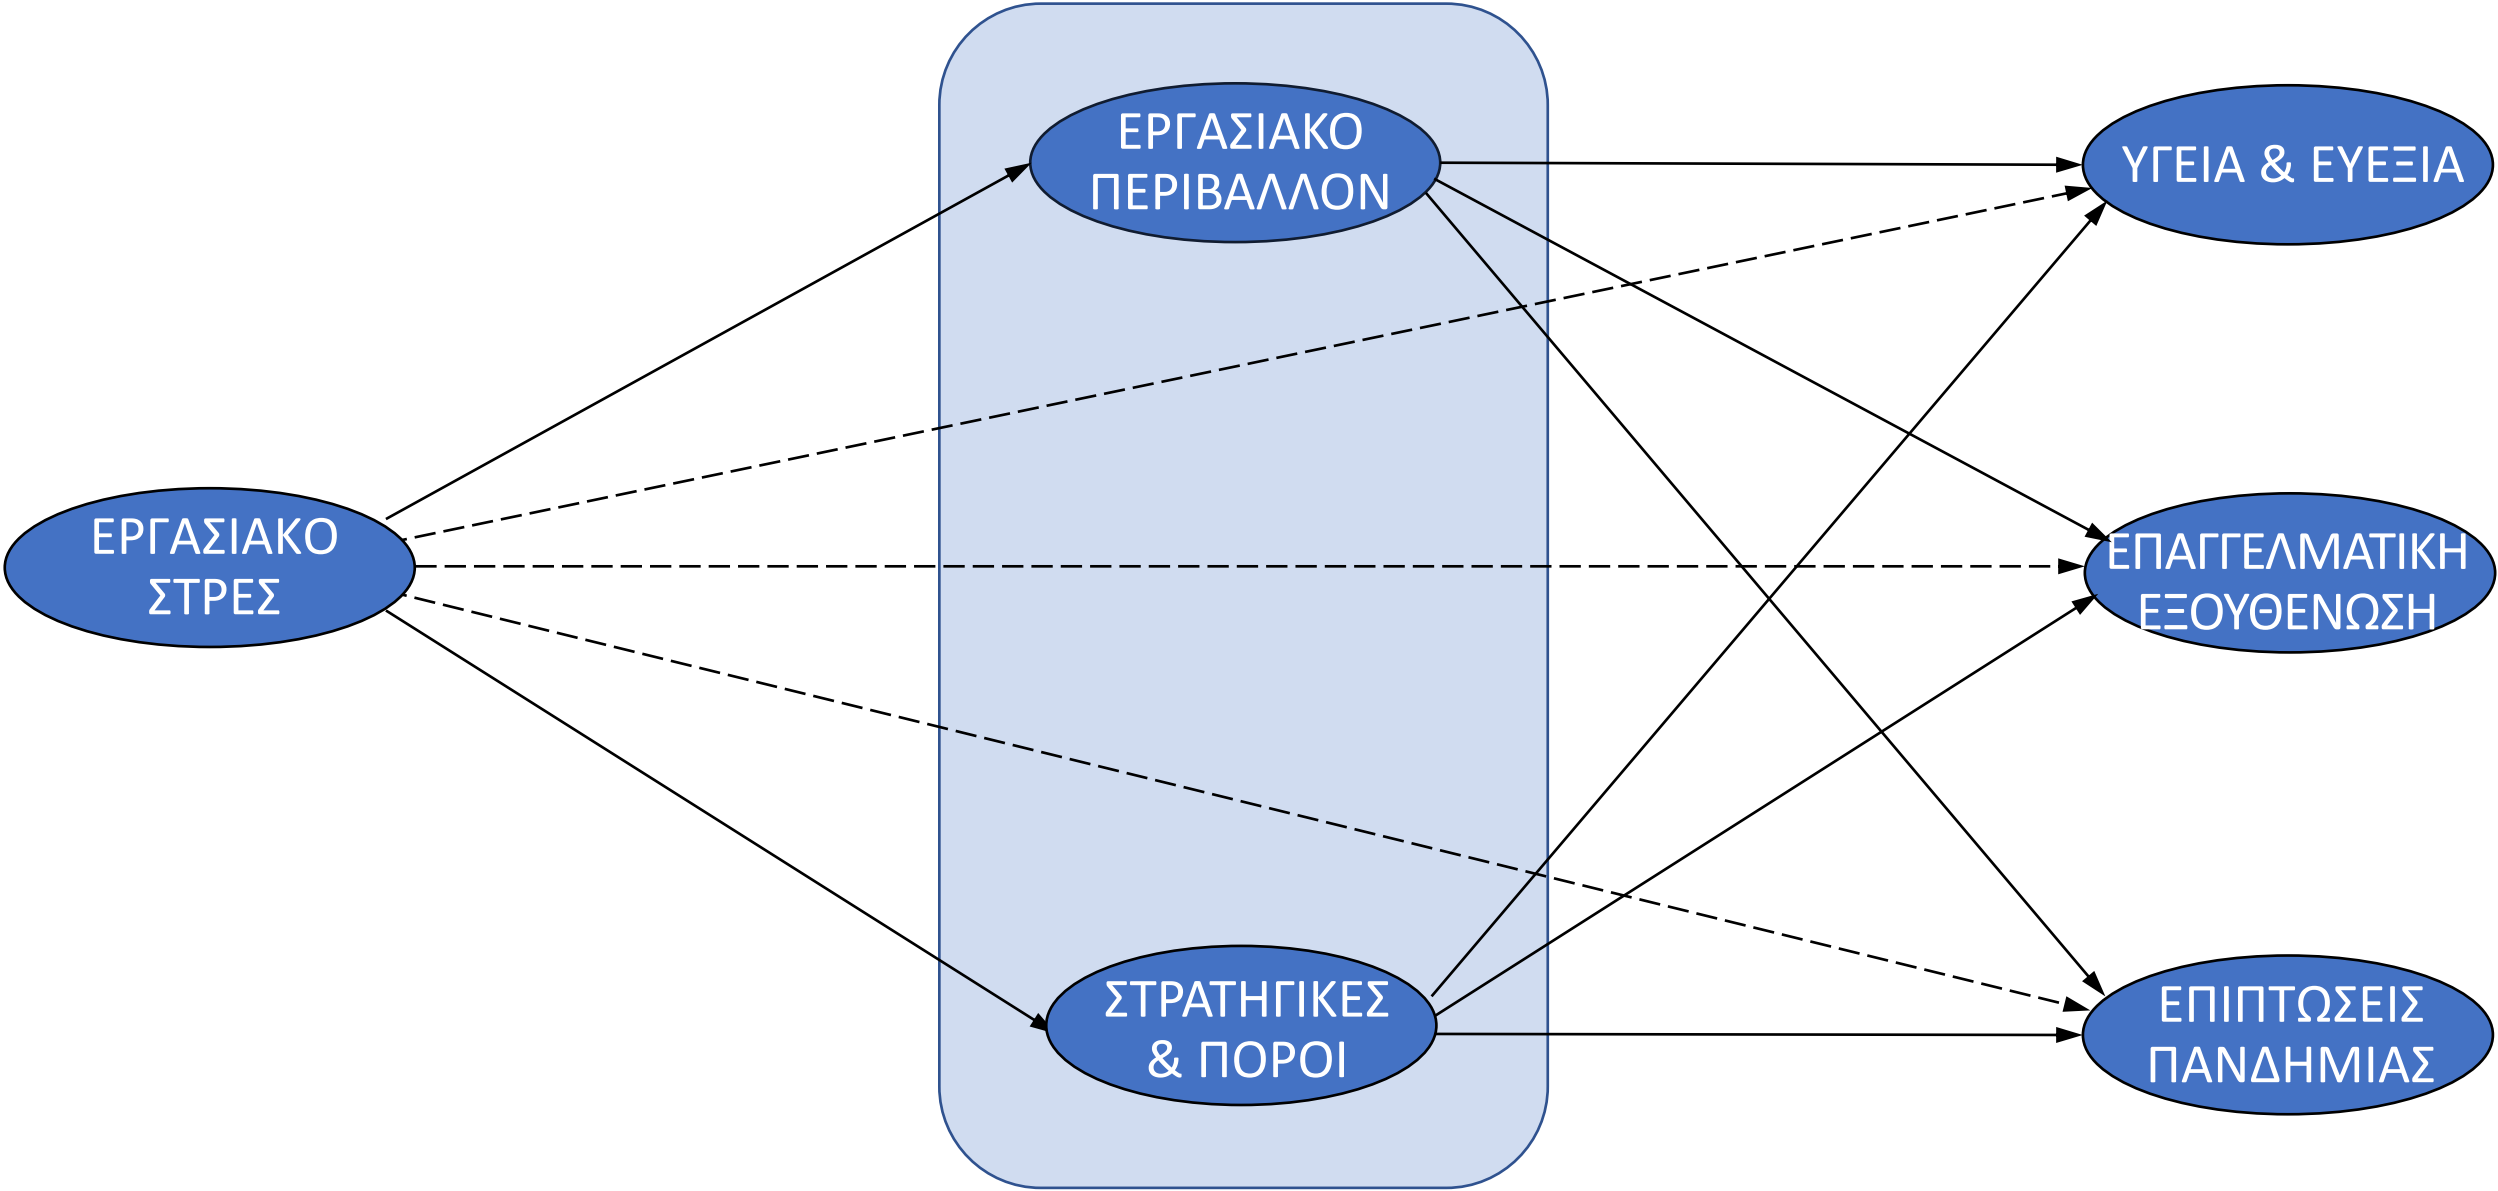 ΕΡΓΑΣΙΑΚΟ
ΣΤΡΕΣ
ΕΡΓΑΣΙΑΚΟ
ΠΕΡΙΒΑΛΛΟΝ
ΣΤΡΑΤΗΓΙΚΕΣ
& ΠΟΡΟΙ
ΥΓΕΙΑ & ΕΥΕΞΙΑ
ΕΠΑΓΓΕΛΜΑΤΙΚΗ
ΕΞΟΥΘΕΝΩΣΗ
ΕΠΙΠΤΩΣΕΙΣ
ΠΑΝΔΗΜΙΑΣ